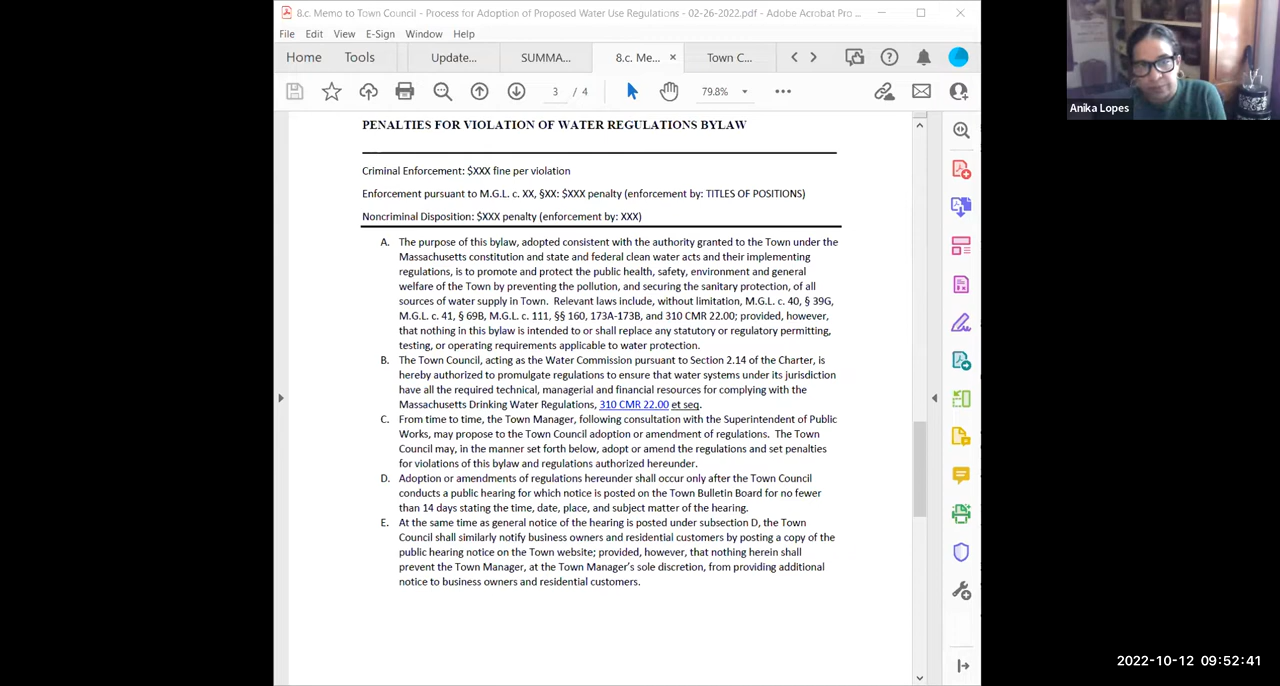 8.c. Memo to Town Council - Process for Adoption of Proposed Water Use Regulations - 02-26-2022.pdf - Adobe Acrobat Pro ...
File Edit View E-Sign Window Help
Home Tools Update... SUMMA... 8.c. Me... × Town C...
3 / 4 79.8%
PENALTIES FOR VIOLATION OF WATER REGULATIONS BYLAW
Criminal Enforcement: $XXX fine per violation
Enforcement pursuant to M.G.L. c. XX, §XX: $XXX penalty (enforcement by: TITLES OF POSITIONS)
Noncriminal Disposition: $XXX penalty (enforcement by: XXX)
A. The purpose of this bylaw, adopted consistent with the authority granted to the Town under the
Massachusetts constitution and state and federal clean water acts and their implementing
regulations, is to promote and protect the public health, safety, environment and general
welfare of the Town by preventing the pollution, and securing the sanitary protection, of all
sources of water supply in Town. Relevant laws include, without limitation, M.G.L. c. 40, § 39G,
M.G.L. c. 41, § 69B, M.G.L. c. 111, §§ 160, 173A-173B, and 310 CMR 22.00; provided, however,
that nothing in this bylaw is intended to or shall replace any statutory or regulatory permitting,
testing, or operating requirements applicable to water protection.
B. The Town Council, acting as the Water Commission pursuant to Section 2.14 of the Charter, is
hereby authorized to promulgate regulations to ensure that water systems under its jurisdiction
have all the required technical, managerial and financial resources for complying with the
Massachusetts Drinking Water Regulations, 310 CMR 22.00 et seq.
C. From time to time, the Town Manager, following consultation with the Superintendent of Public
Works, may propose to the Town Council adoption or amendment of regulations. The Town
Council may, in the manner set forth below, adopt or amend the regulations and set penalties
for violations of this bylaw and regulations authorized hereunder.
D. Adoption or amendments of regulations hereunder shall occur only after the Town Council
conducts a public hearing for which notice is posted on the Town Bulletin Board for no fewer
than 14 days stating the time, date, place, and subject matter of the hearing.
E. At the same time as general notice of the hearing is posted under subsection D, the Town
Council shall similarly notify business owners and residential customers by posting a copy of the
public hearing notice on the Town website; provided, however, that nothing herein shall
prevent the Town Manager, at the Town Manager's sole discretion, from providing additional
notice to business owners and residential customers.
Anika Lopes
2022-10-12 09:52:41